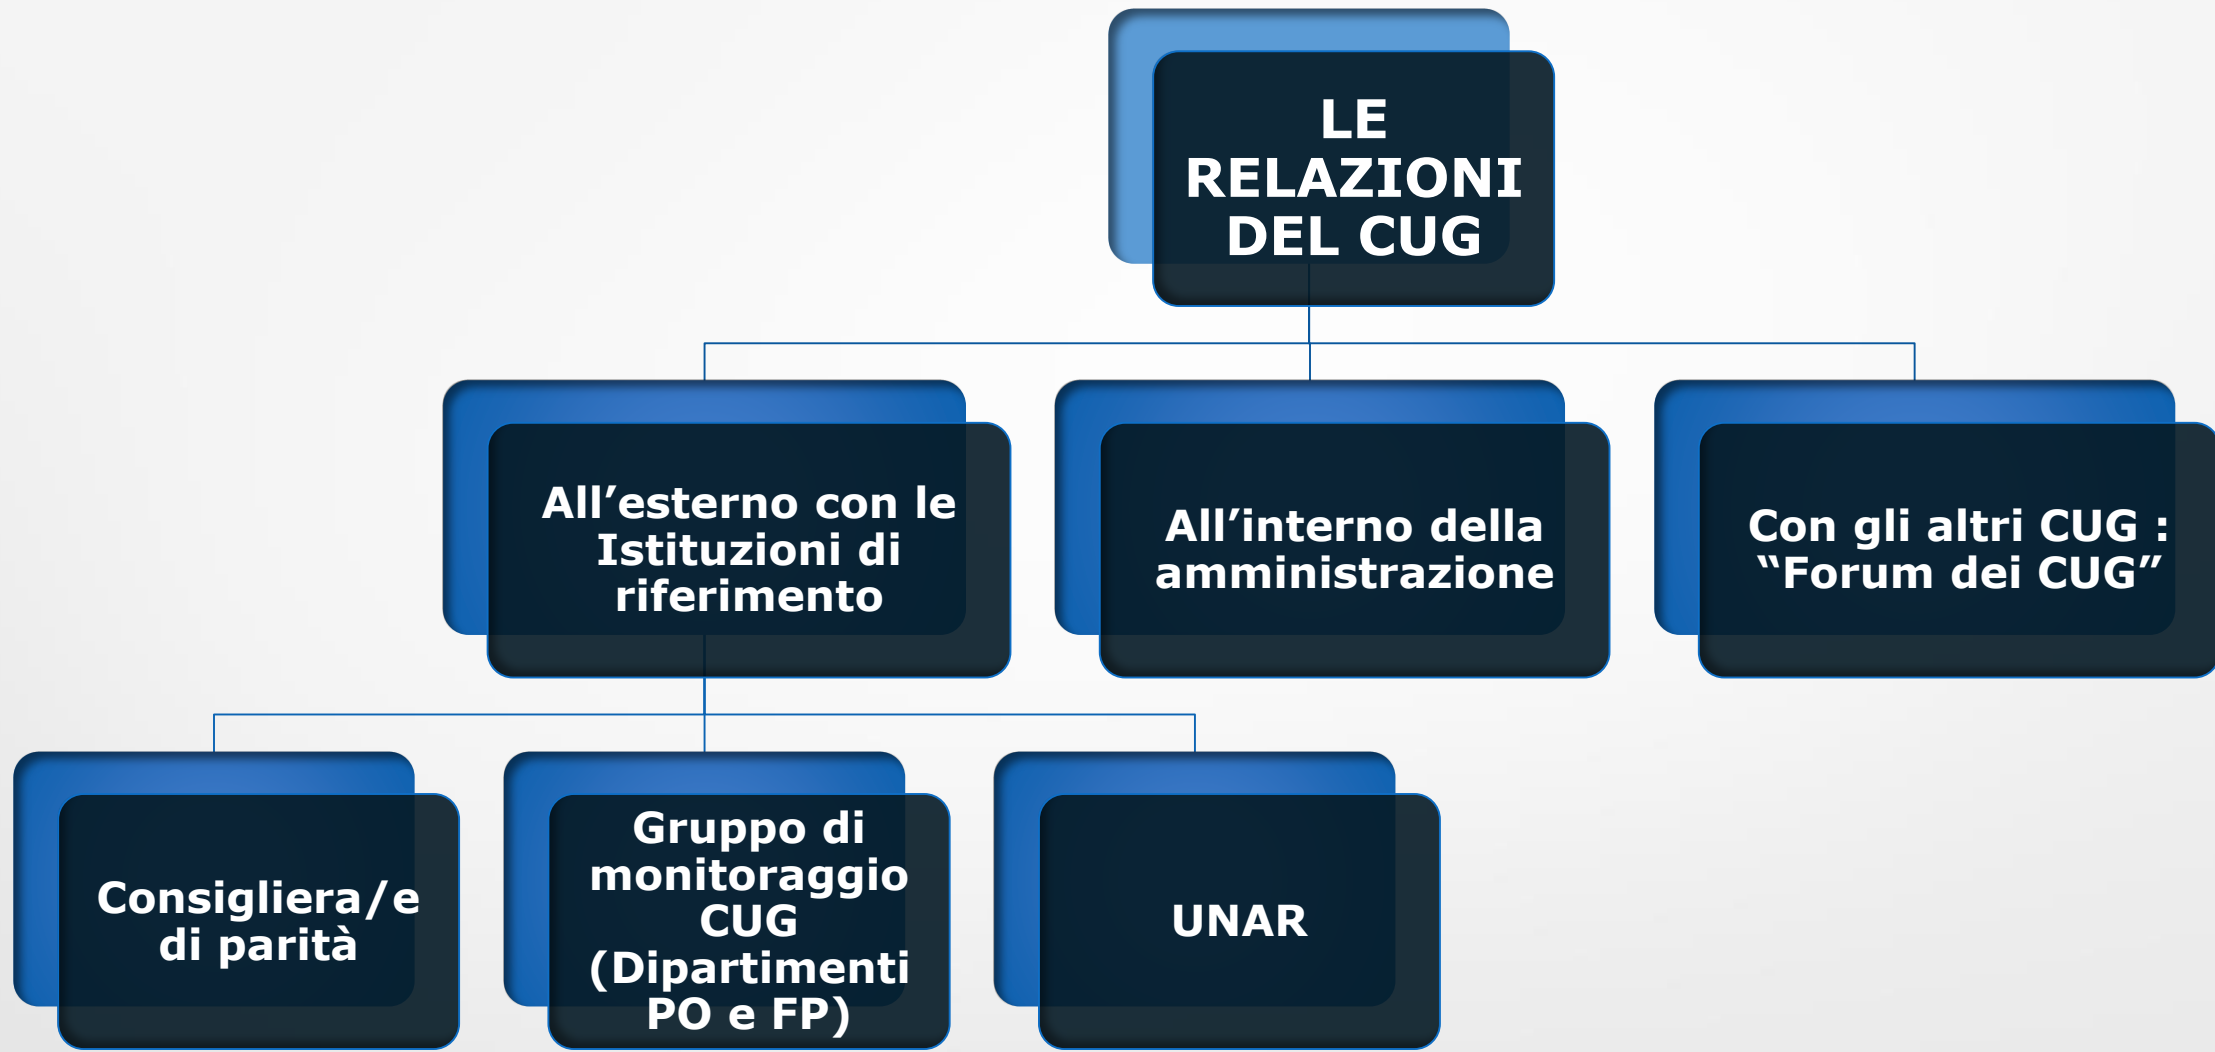 LE
RELAZIONI
DEL CUG
All’esterno con le
Istituzioni di
riferimento
All’interno della
amministrazione
Con gli altri CUG :
“Forum dei CUG”
Consigliera/e
di parità
Gruppo di
monitoraggio
CUG
(Dipartimenti
PO e FP)
UNAR